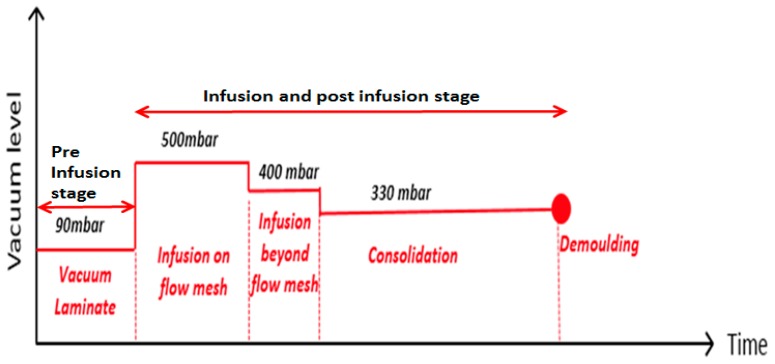 Vacuum level
Infusion and post infusion stage
Pre
Infusion
stage
90mbar
500mbar
400 mbar
330 mbar
Vacuum
Laminate
Infusion on
flow mesh
Infusion
beyond
flow mesh
Consolidation
Demoulding
Time